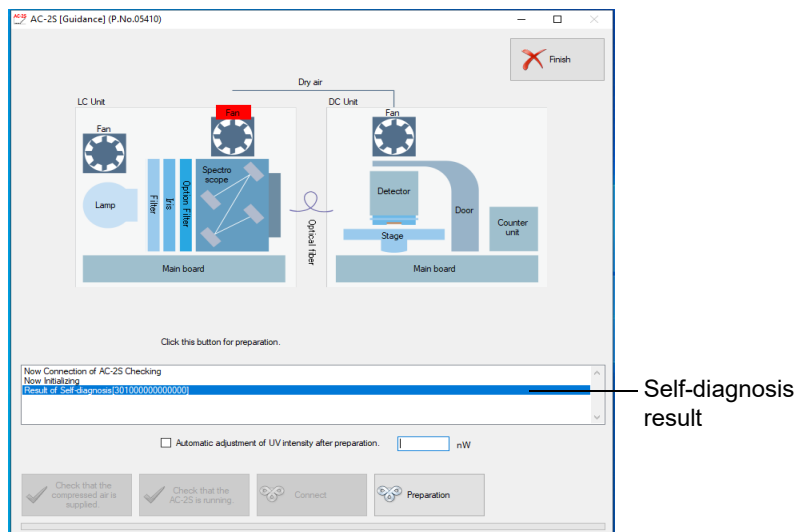 AC-2S [Guidance] (P.No.05410)
Finish
Dry air
LC Unit
DC Unit
Fan
Fan
Fan
Lamp
Filter
Iris
Option Filter
Spectro
scope
Optical fiber
Detector
Stage
Door
Counter
unit
Main board
Main board
Click this button for preparation.
Now Connection of AC-2S Checking
Now Initializing
Result of Self-diagnosis[301000000000000]
Self-diagnosis
result
Automatic adjustment of UV intensity after preparation.
nW
Check that the
compressed air is
supplied.
Check that the
AC-2S is running.
Connect
Preparation